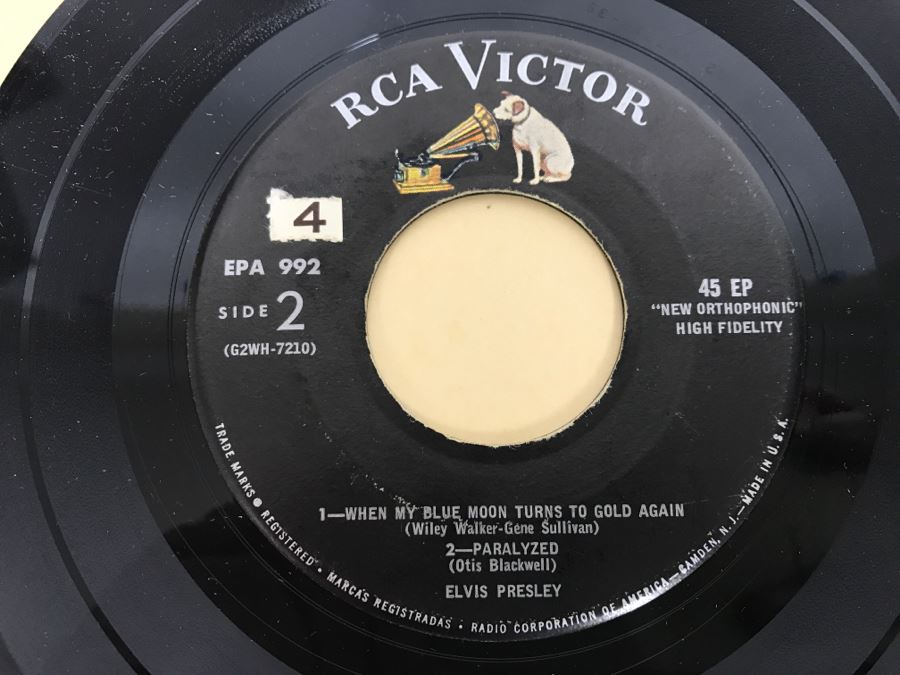 RCA VICTOR
4
EPA 992
SIDE 2
(G2WH-7210)
45 EP
"NEW ORTHOPHONIC"
HIGH FIDELITY
1—WHEN MY BLUE MOON TURNS TO GOLD AGAIN
(Wiley Walker-Gene Sullivan)
2—PARALYZED
(Otis Blackwell)
ELVIS PRESLEY
TRADE MARKS ● REGISTERED • MARCAS REGISTRADAS • RADIO CORPORATION OF AMERICA—CAMDEN, N. J.—MADE IN U.S.A.